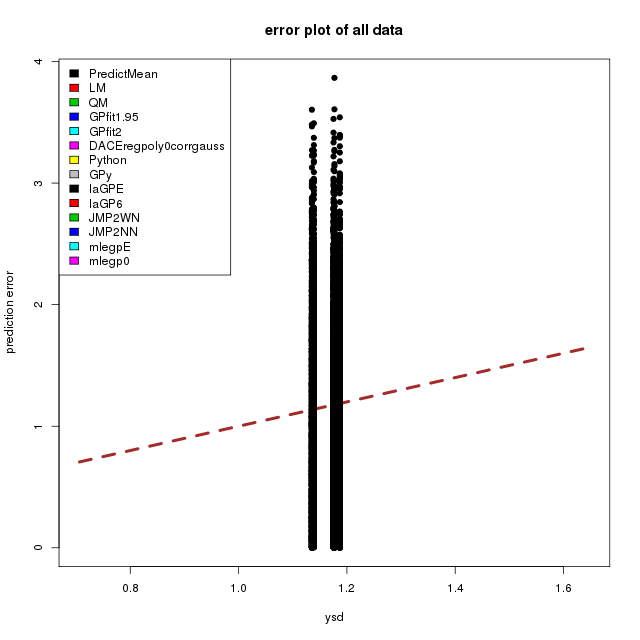 error plot of all data
PredictMean
LM
QM
GPfit1.95
GPfit2
DACEregpoly0corrgauss
Python
GPy
laGPE
laGP6
JMP2WN
JMP2NN
mlegpE
mlegp0
prediction error
4
3
2
1
0
0.8 1.0 1.2 1.4 1.6
ysd